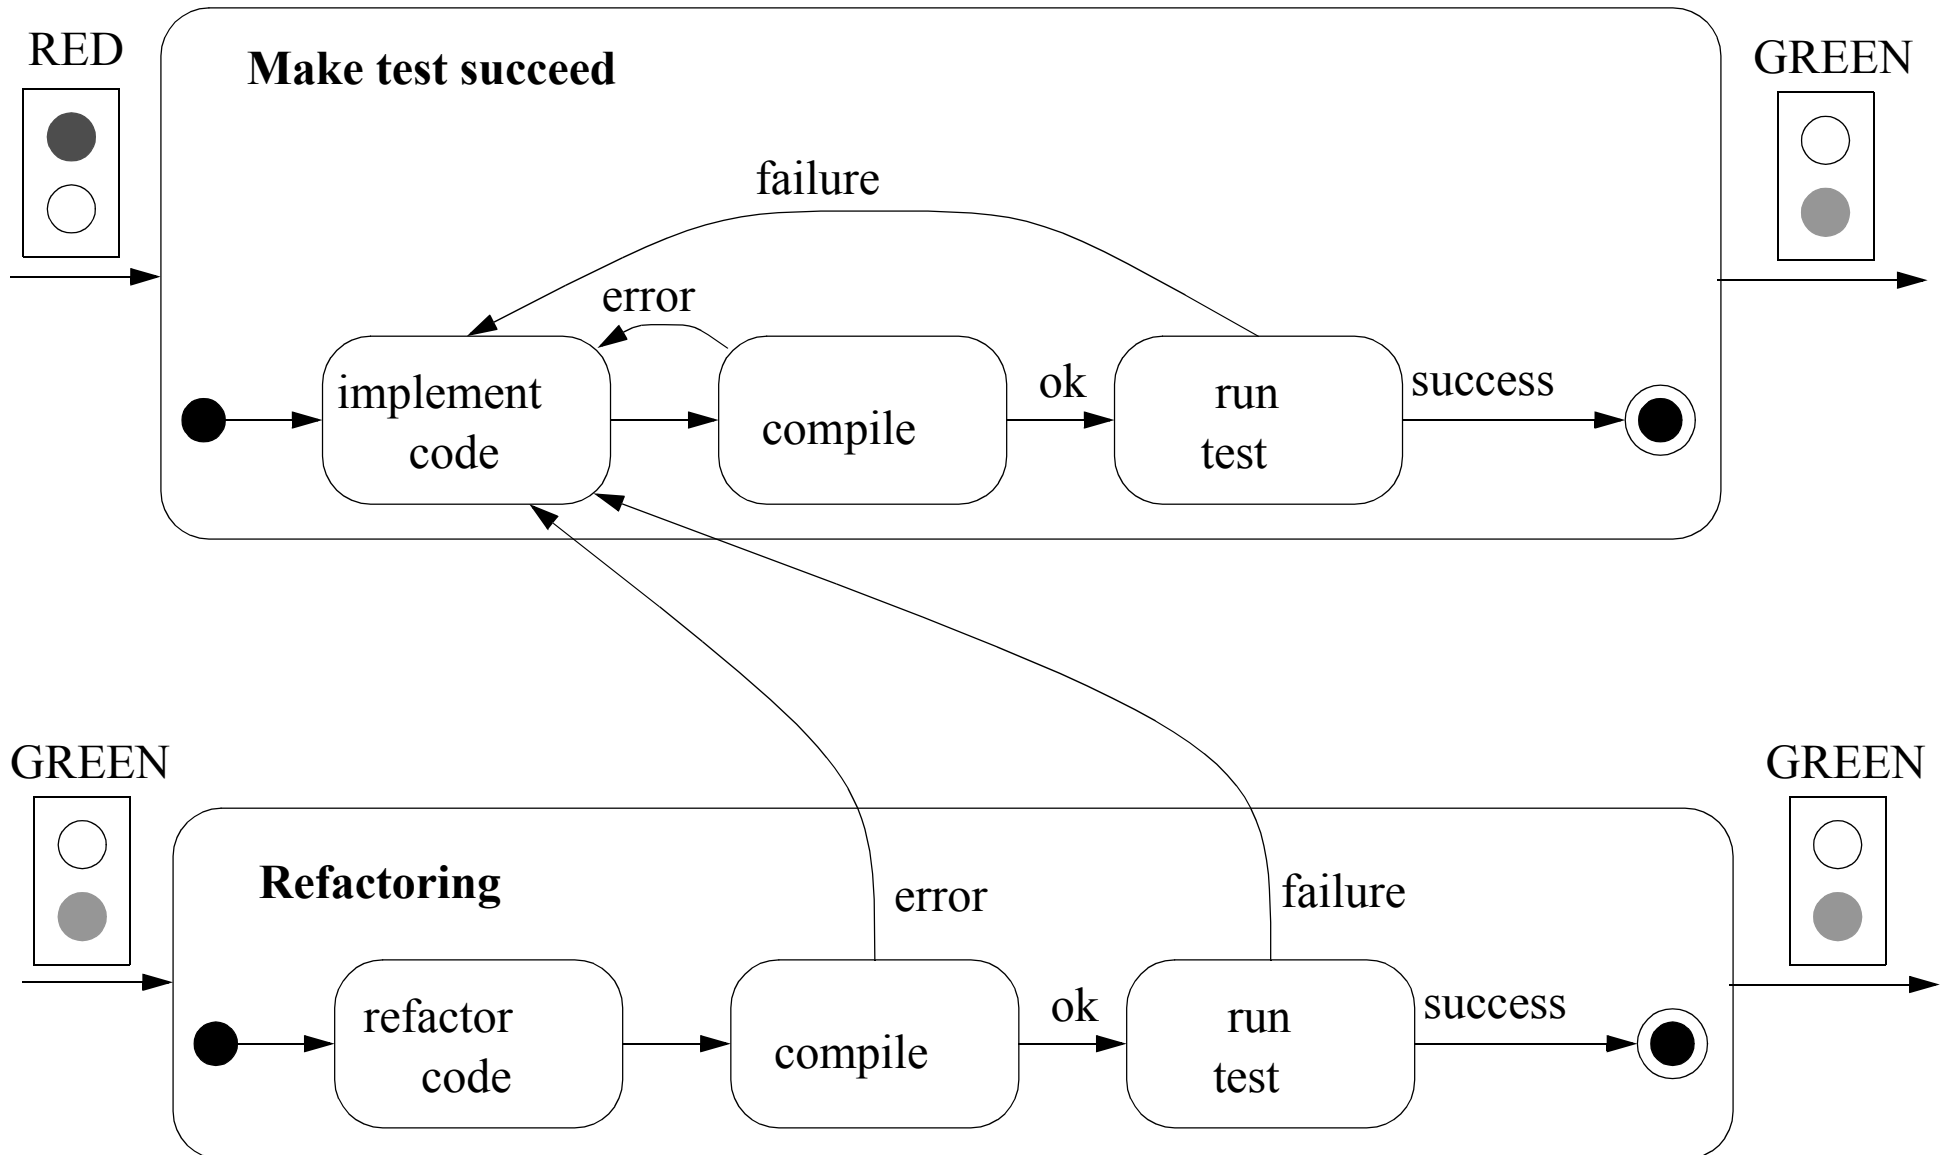 RED
GREEN
Make test succeed
failure
error
implement
code
compile
ok
run
test
success
GREEN
GREEN
Refactoring
error
failure
refactor
code
compile
ok
run
test
success